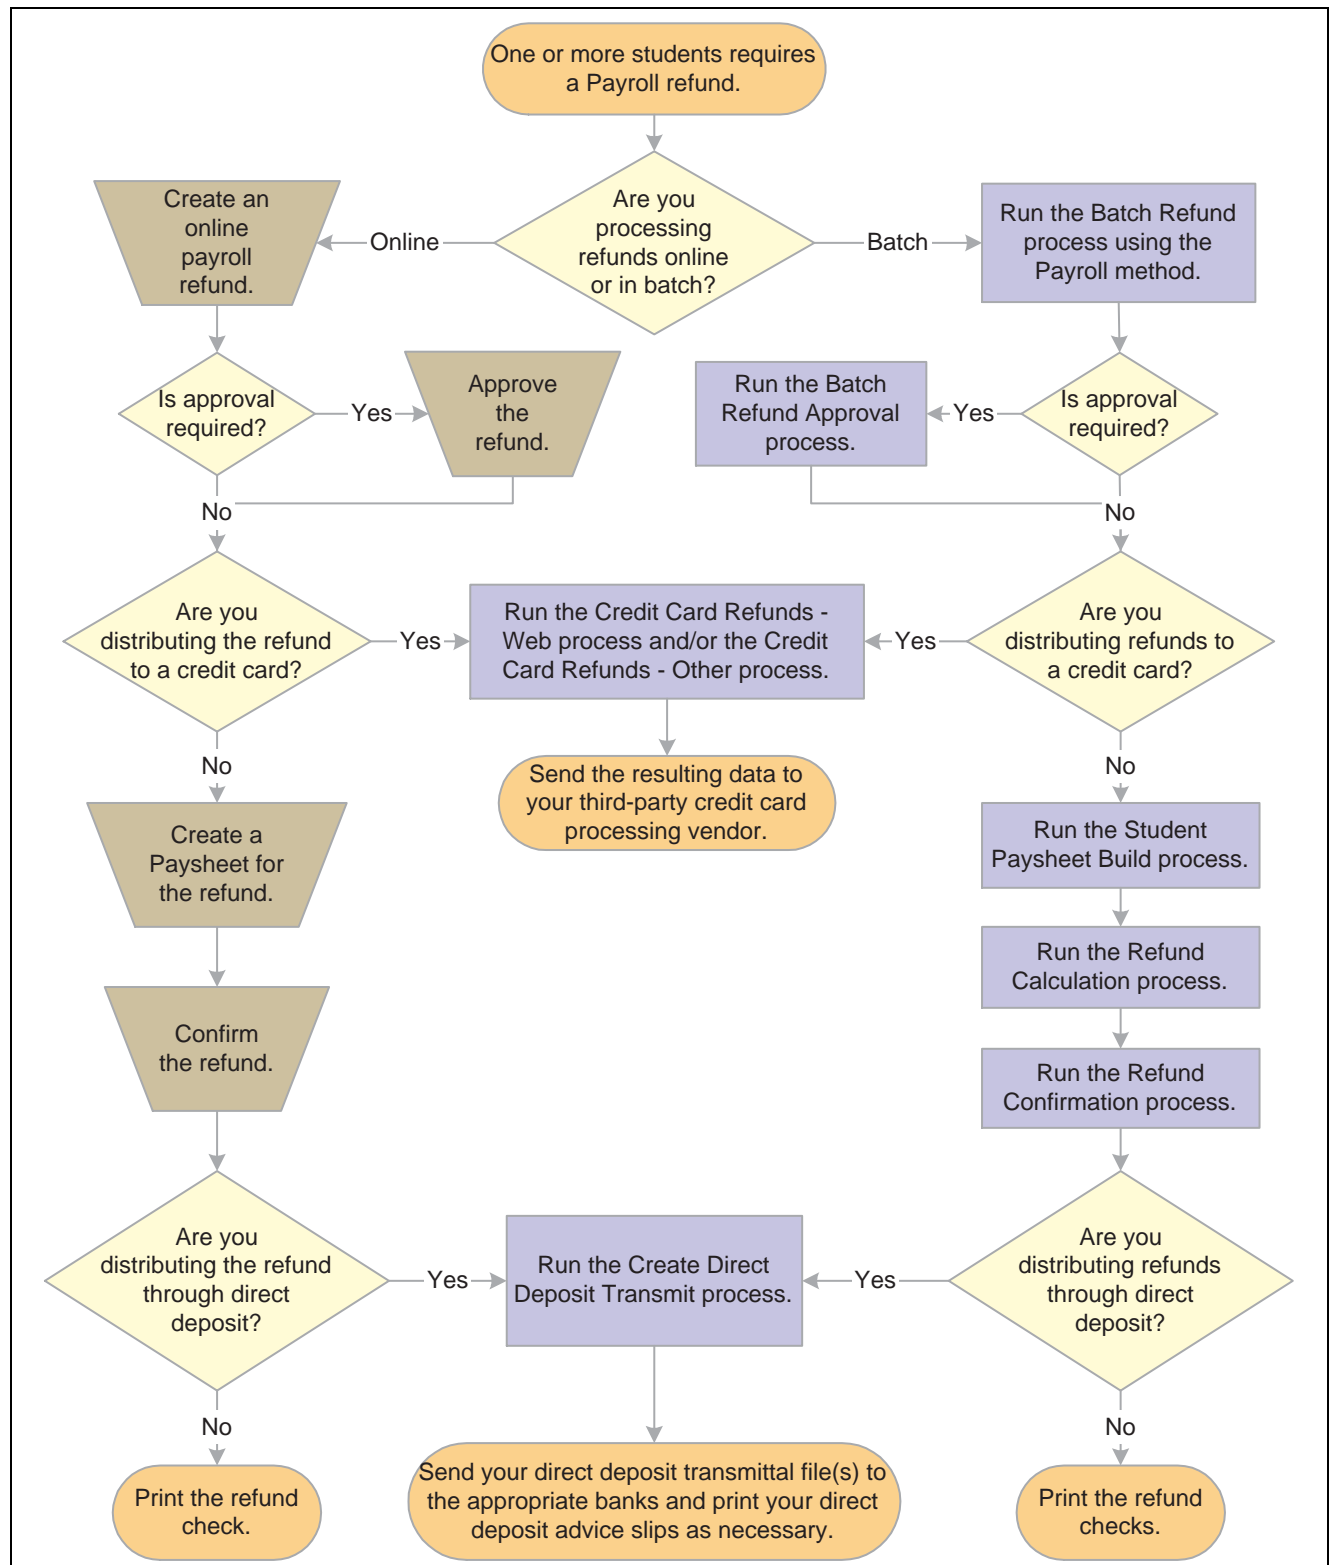 One or more students requires
a Payroll refund.
Are you
processing
refunds online
or in batch?
Online
Batch
Create an
online
payroll
refund.
Run the Batch Refund
process using the
Payroll method.
Is approval
required?
Yes
Approve
the
refund.
Run the Batch
Refund Approval
process.
Yes
Is approval
required?
No
No
Are you
distributing the refund
to a credit card?
Yes
Run the Credit Card Refunds -
Web process and/or the Credit
Card Refunds - Other process.
Yes
Are you
distributing refunds to
a credit card?
No
Send the resulting data to
your third-party credit card
processing vendor.
No
Create a
Paysheet for
the refund.
Run the Student
Paysheet Build process.
Run the Refund
Calculation process.
Confirm
the refund.
Run the Refund
Confirmation process.
Are you
distributing the refund
through direct
deposit?
Yes
Run the Create Direct
Deposit Transmit process.
Yes
Are you
distributing refunds
through direct
deposit?
No
No
Print the refund
check.
Send your direct deposit transmittal file(s) to
the appropriate banks and print your direct
deposit advice slips as necessary.
Print the refund
checks.